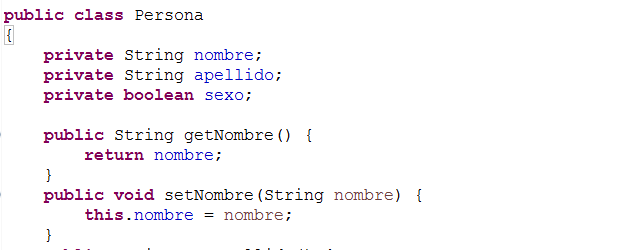 public class Persona
{
    private String nombre;
    private String apellido;
    private boolean sexo;
    public String getNombre() {
        return nombre;
    }
    public void setNombre(String nombre) {
        this.nombre = nombre;
    }